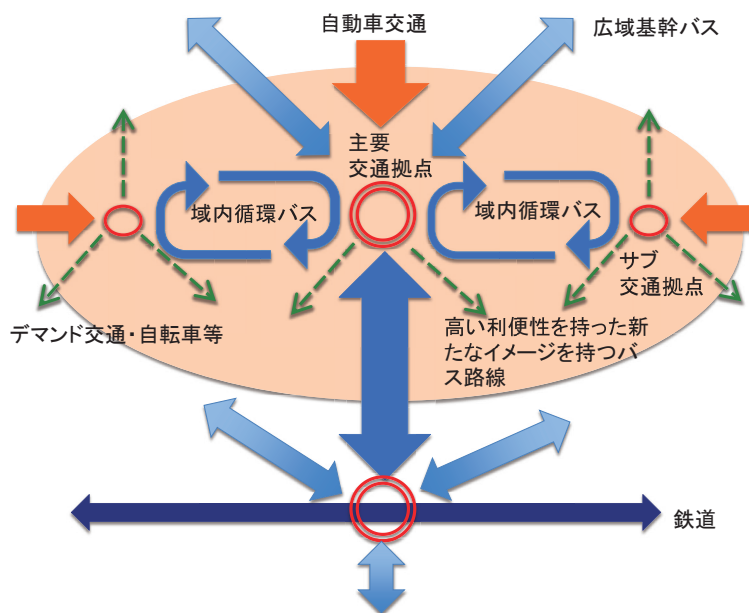 自動車交通
広域基幹バス
主要
交通拠点
域内循環バス
域内循環バス
サブ
交通拠点
デマンド交通・自転車等
高い利便性を持った新
たなイメージを持つバ
ス路線
鉄道